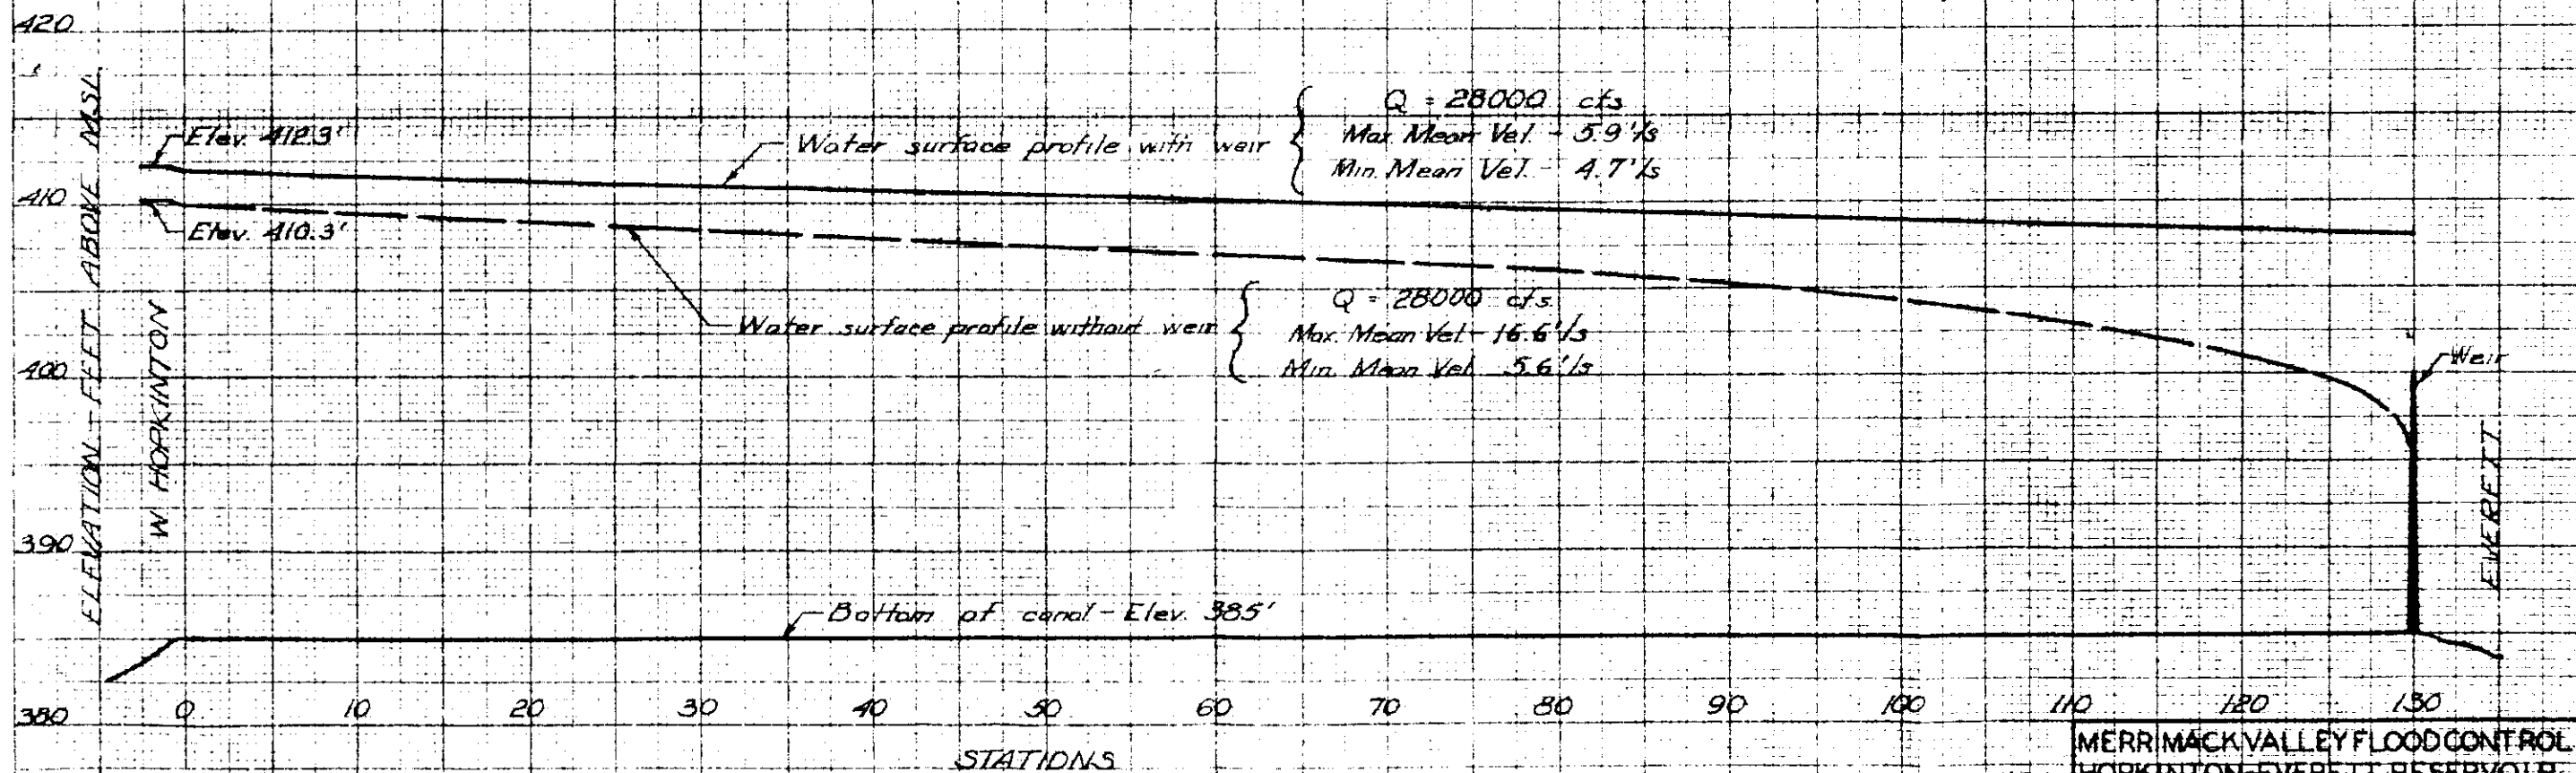 420
410
400
390
380
ELEVATION - FEET ABOVE MSL
W. HOPKINTON
Elev. 412.3'
Elev. 410.3'
Water surface profile with weir
Q = 28000 cfs
Max. Mean Vel. - 5.9'/s
Min. Mean Vel. - 4.7'/s
Water surface profile without weir
Q = 28000 cfs.
Max. Mean Vel. - 16.6'/s
Min. Mean Vel. 5.6'/s
Weir
EVERETT
Bottom of canal - Elev. 385'
0 10 20 30 40 50 60 70 80 90 100 110 120 130
STATIONS
MERRIMACK VALLEY FLOOD CONTROL
HOPKINTON-EVERETT RESERVOIR